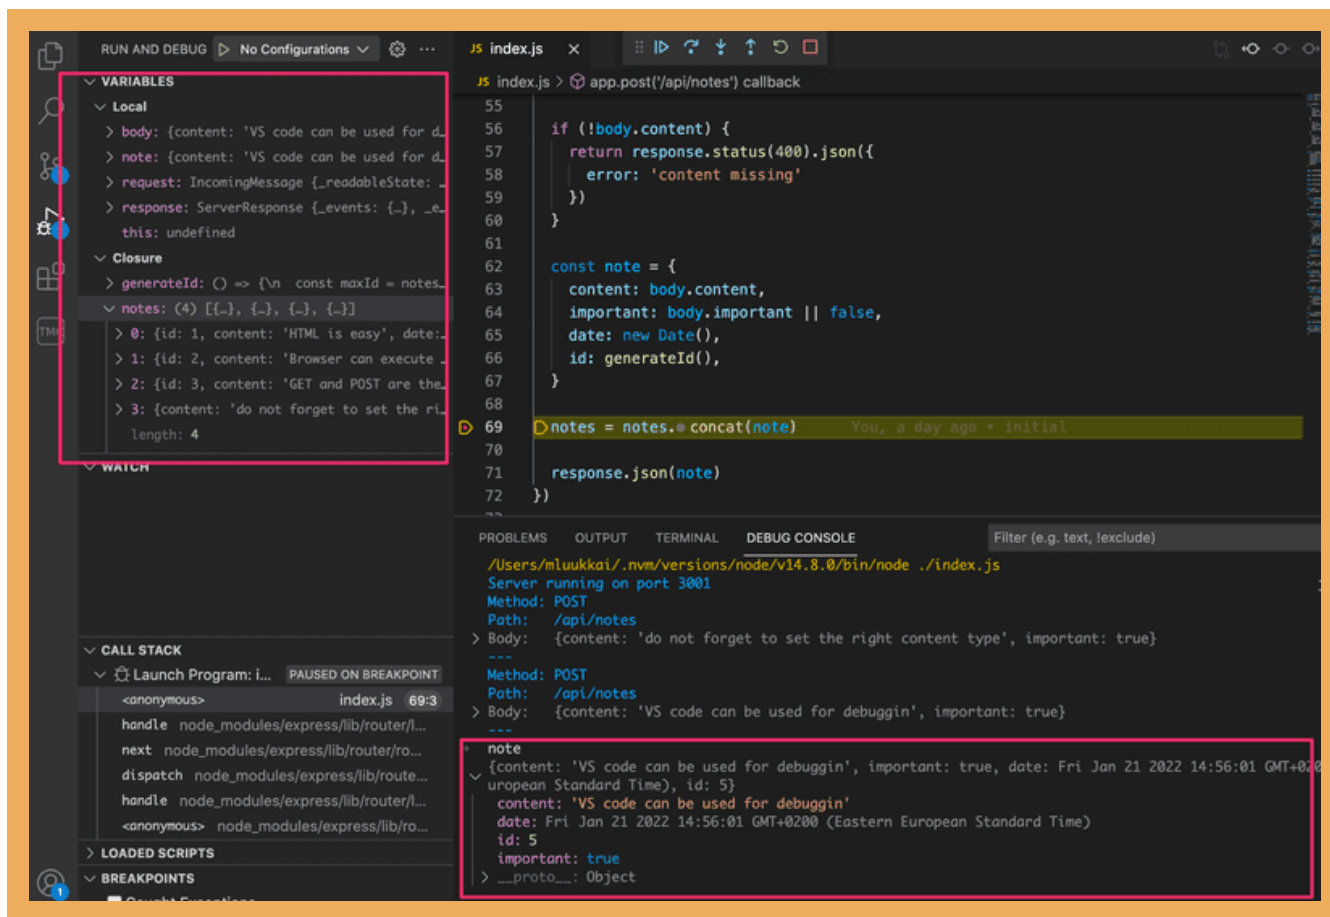 RUN AND DEBUG No Configurations ···
VARIABLES
Local
body: {content: 'VS code can be used for d…
note: {content: 'VS code can be used for d…
request: IncomingMessage {_readableState: …
response: ServerResponse {_events: {…}, _e…
this: undefined
Closure
generateId: () => {\n  const maxId = notes…
notes: (4) [{…}, {…}, {…}, {…}]
0: {id: 1, content: 'HTML is easy', date:…
1: {id: 2, content: 'Browser can execute …
2: {id: 3, content: 'GET and POST are the…
3: {content: 'do not forget to set the ri…
length: 4
WATCH
CALL STACK
Launch Program: i... PAUSED ON BREAKPOINT
<anonymous> index.js 69:3
handle node_modules/express/lib/router/l...
next node_modules/express/lib/router/ro...
dispatch node_modules/express/lib/route...
handle node_modules/express/lib/router/l...
<anonymous> node_modules/express/lib/ro...
LOADED SCRIPTS
BREAKPOINTS
Caught Exceptions
1
JS index.js ×
JS index.js > app.post('/api/notes') callback
55
56 if (!body.content) {
57 return response.status(400).json({
58 error: 'content missing'
59 })
60 }
61
62 const note = {
63 content: body.content,
64 important: body.important || false,
65 date: new Date(),
66 id: generateId(),
67 }
68
69 notes = notes.concat(note) You, a day ago • initial
70
71 response.json(note)
72 })
73
PROBLEMS OUTPUT TERMINAL DEBUG CONSOLE Filter (e.g. text, !exclude)
/Users/mluukkai/.nvm/versions/node/v14.8.0/bin/node ./index.js
Server running on port 3001
Method: POST
Path: /api/notes
Body: {content: 'do not forget to set the right content type', important: true}
---
Method: POST
Path: /api/notes
Body: {content: 'VS code can be used for debuggin', important: true}
---
note
{content: 'VS code can be used for debuggin', important: true, date: Fri Jan 21 2022 14:56:01 GMT+020
uropean Standard Time), id: 5}
content: 'VS code can be used for debuggin'
date: Fri Jan 21 2022 14:56:01 GMT+0200 (Eastern European Standard Time)
id: 5
important: true
__proto__: Object